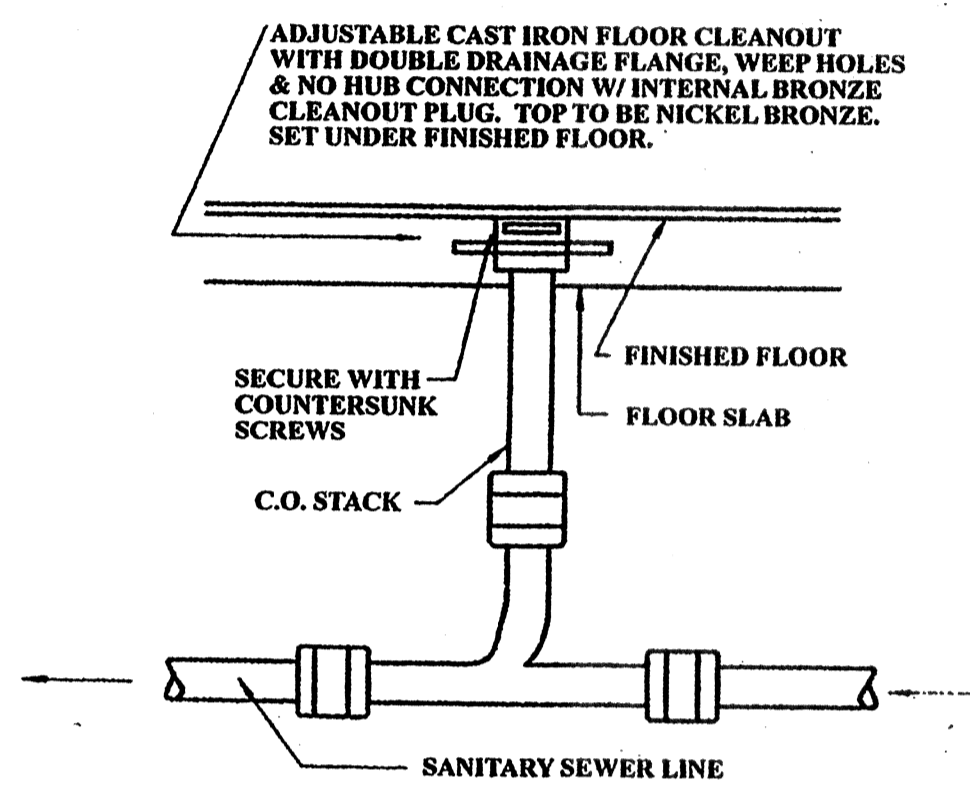 ADJUSTABLE CAST IRON FLOOR CLEANOUT
WITH DOUBLE DRAINAGE FLANGE, WEEP HOLES
& NO HUB CONNECTION W/ INTERNAL BRONZE
CLEANOUT PLUG. TOP TO BE NICKEL BRONZE.
SET UNDER FINISHED FLOOR.
FINISHED FLOOR
SECURE WITH
COUNTERSUNK
SCREWS
FLOOR SLAB
C.O. STACK
SANITARY SEWER LINE